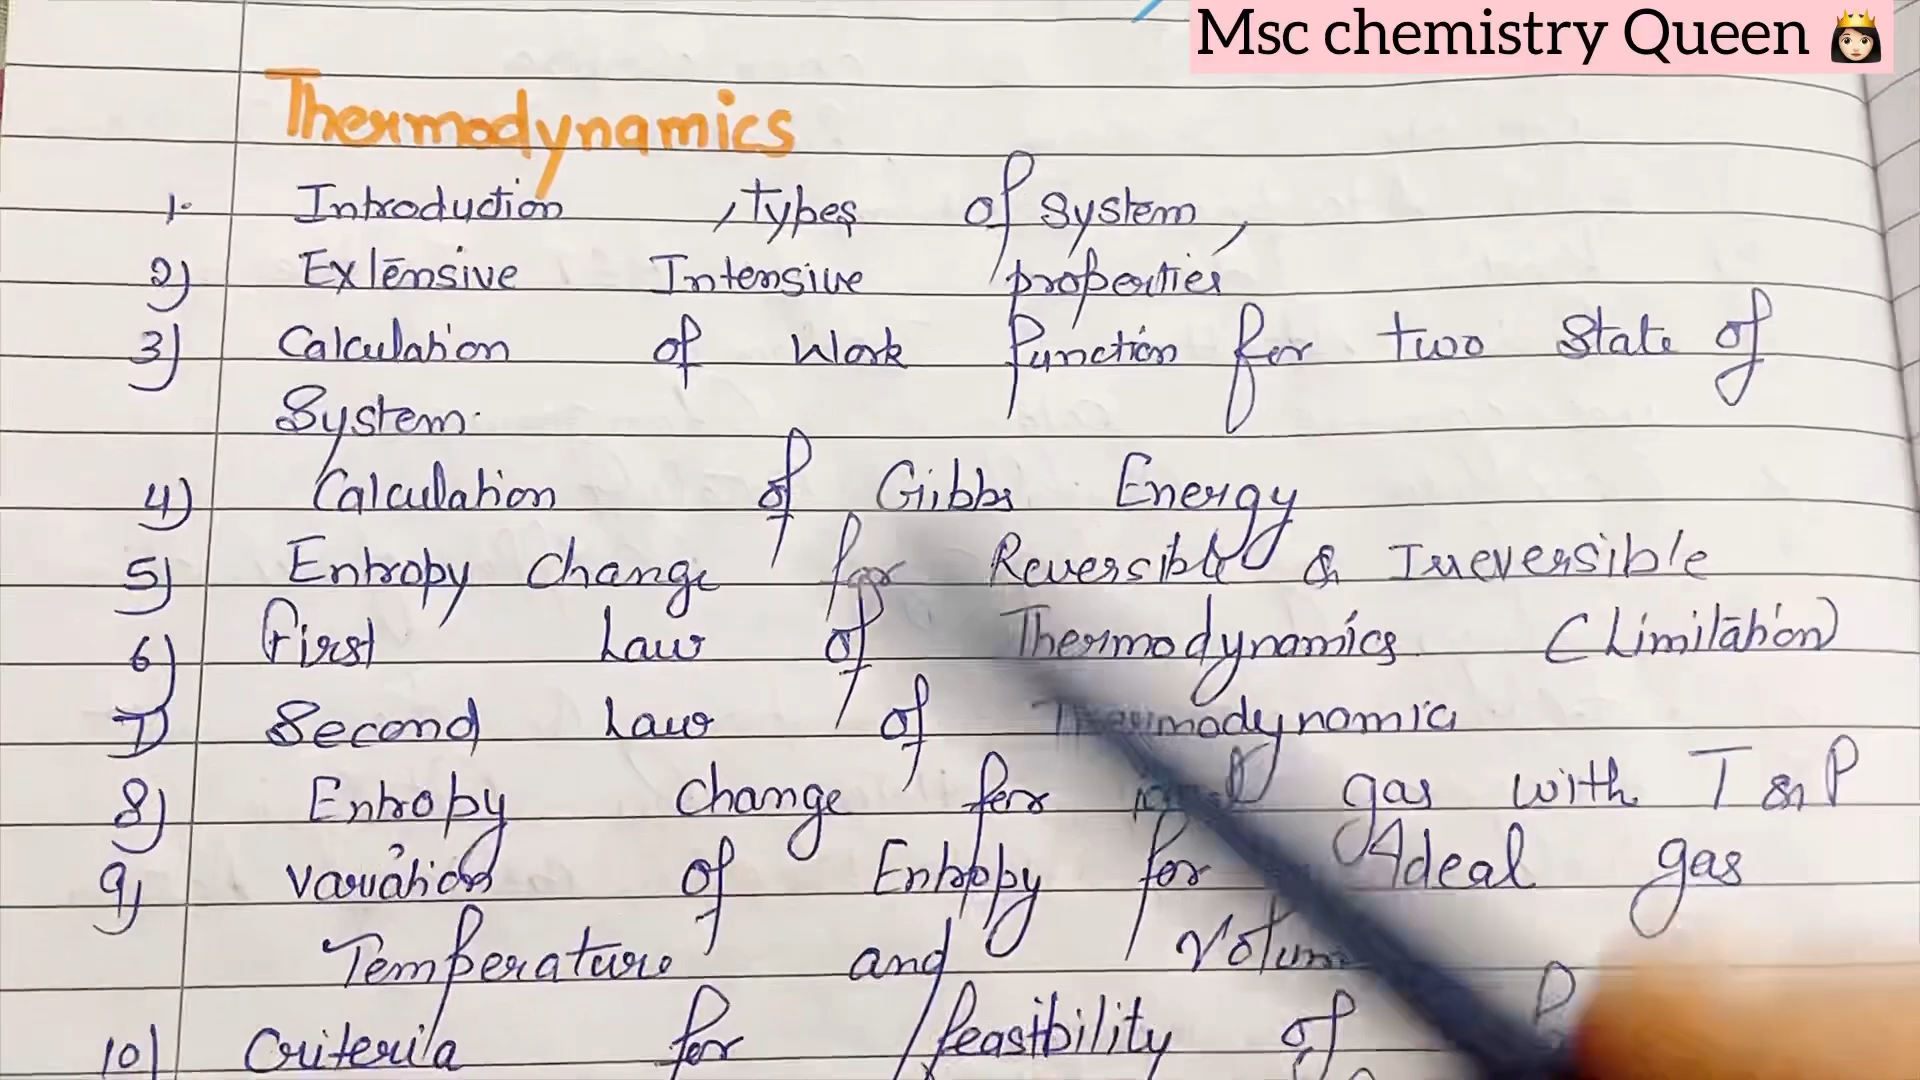 Msc chemistry Queen 👸🏻
Thermodynamics
1. Introduction , types of system,
2) Extensive Intensive properties
3) Calculation of Work function for two State of
System.
4) Calculation of Gibbs Energy
5) Entropy change for Reversible & Irreversible
6) First Law of Thermodynamics (Limitation)
7) Second Law of Thermodynamics
8) Entropy change for gas with T & P
9) Variation of Entropy for Ideal gas
Temperature and
10) Criteria for feasibility of